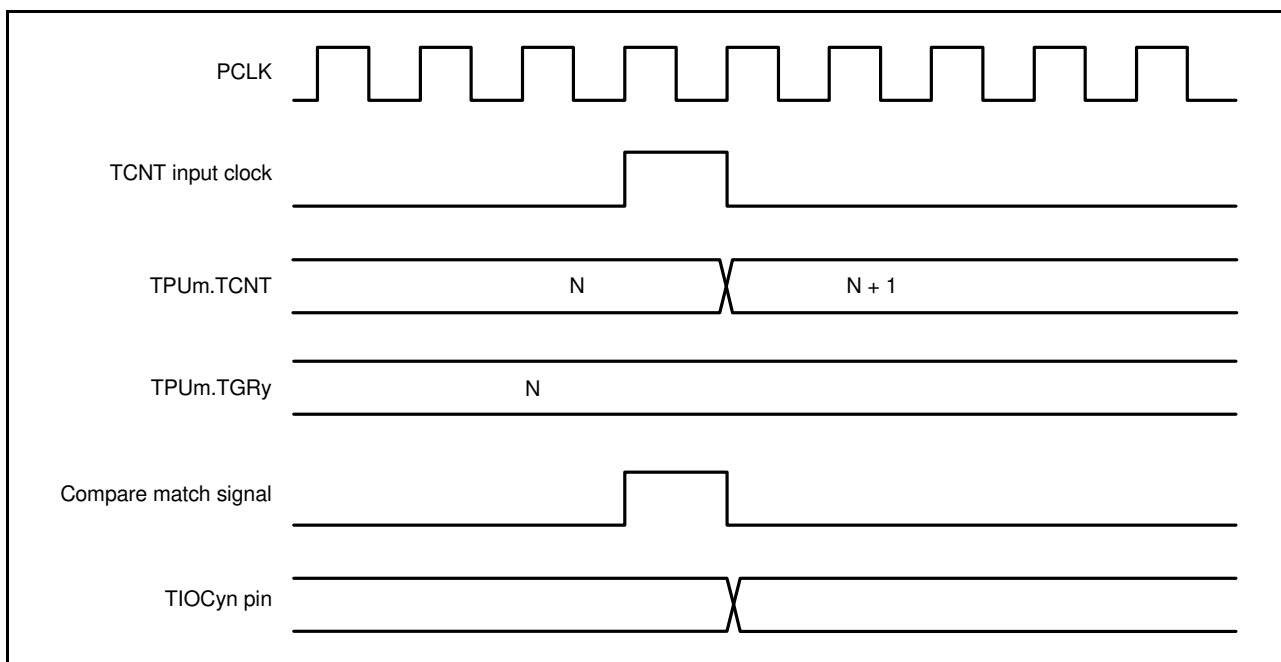 PCLK
TCNT input clock
TPUm.TCNT
N
N + 1
TPUm.TGRy
N
Compare match signal
TIOCyn pin